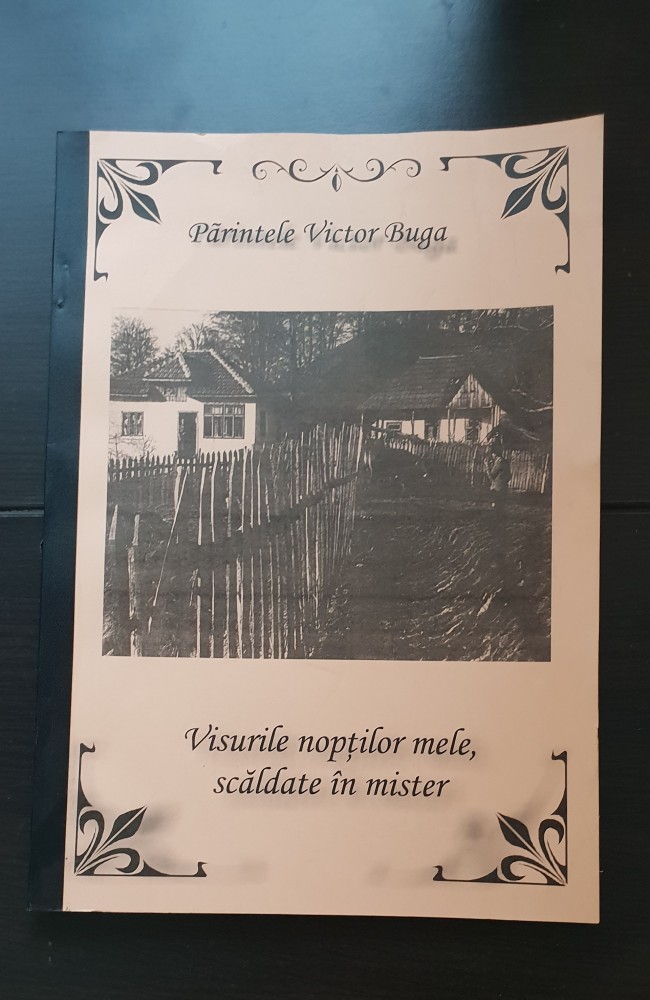 Părintele Victor Buga
Visurile nopților mele,
scăldate în mister